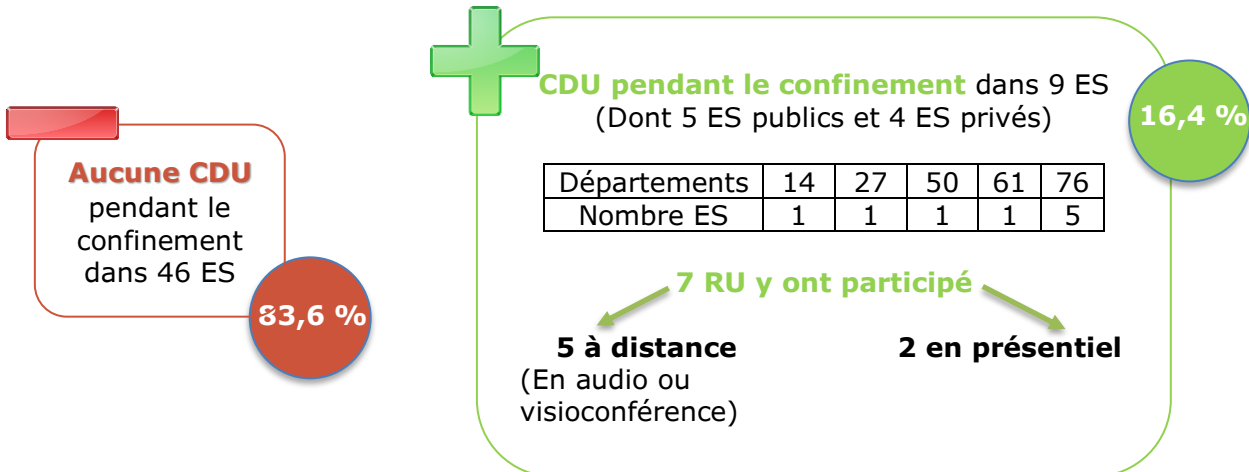 Aucune CDU
pendant le
confinement
dans 46 ES
83,6 %
CDU pendant le confinement dans 9 ES
(Dont 5 ES publics et 4 ES privés)
16,4 %
Départements 14 27 50 61 76
Nombre ES 1 1 1 1 5
7 RU y ont participé
5 à distance
(En audio ou
visioconférence)
2 en présentiel